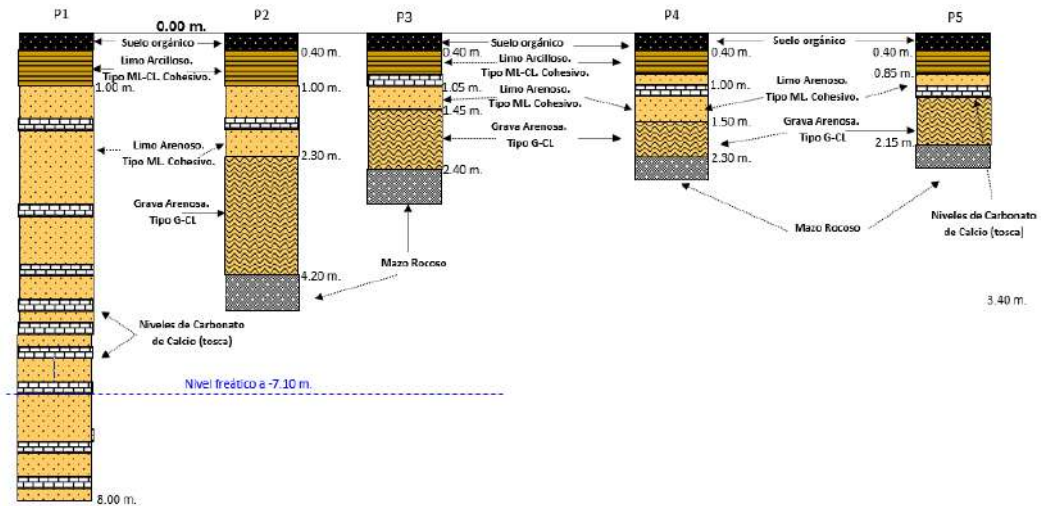 P1
P2
P3
P4
P5
0.00 m.
Suelo orgánico
Suelo orgánico
Suelo orgánico
0.40 m.
0.40 m.
0.40 m.
0.40 m.
Limo Arcilloso.
Tipo ML-CL. Cohesivo.
Limo Arcilloso.
Tipo ML-CL. Cohesivo.
0.85 m.
1.00 m.
1.00 m.
1.05 m.
1.00 m.
Limo Arenoso.
Tipo ML. Cohesivo.
Limo Arenoso.
Tipo ML. Cohesivo.
1.45 m.
1.50 m.
Grava Arenosa.
Tipo G-CL
Grava Arenosa.
Tipo G-CL
Limo Arenoso.
Tipo ML. Cohesivo.
2.30 m.
2.40 m.
2.30 m.
2.15 m.
Grava Arenosa.
Tipo G-CL
Mazo Rocoso
Mazo Rocoso
Niveles de Carbonato
de Calcio (tosca)
4.20 m.
3.40 m.
Niveles de Carbonato
de Calcio (tosca)
Nivel freático a -7.10 m.
8.00 m.